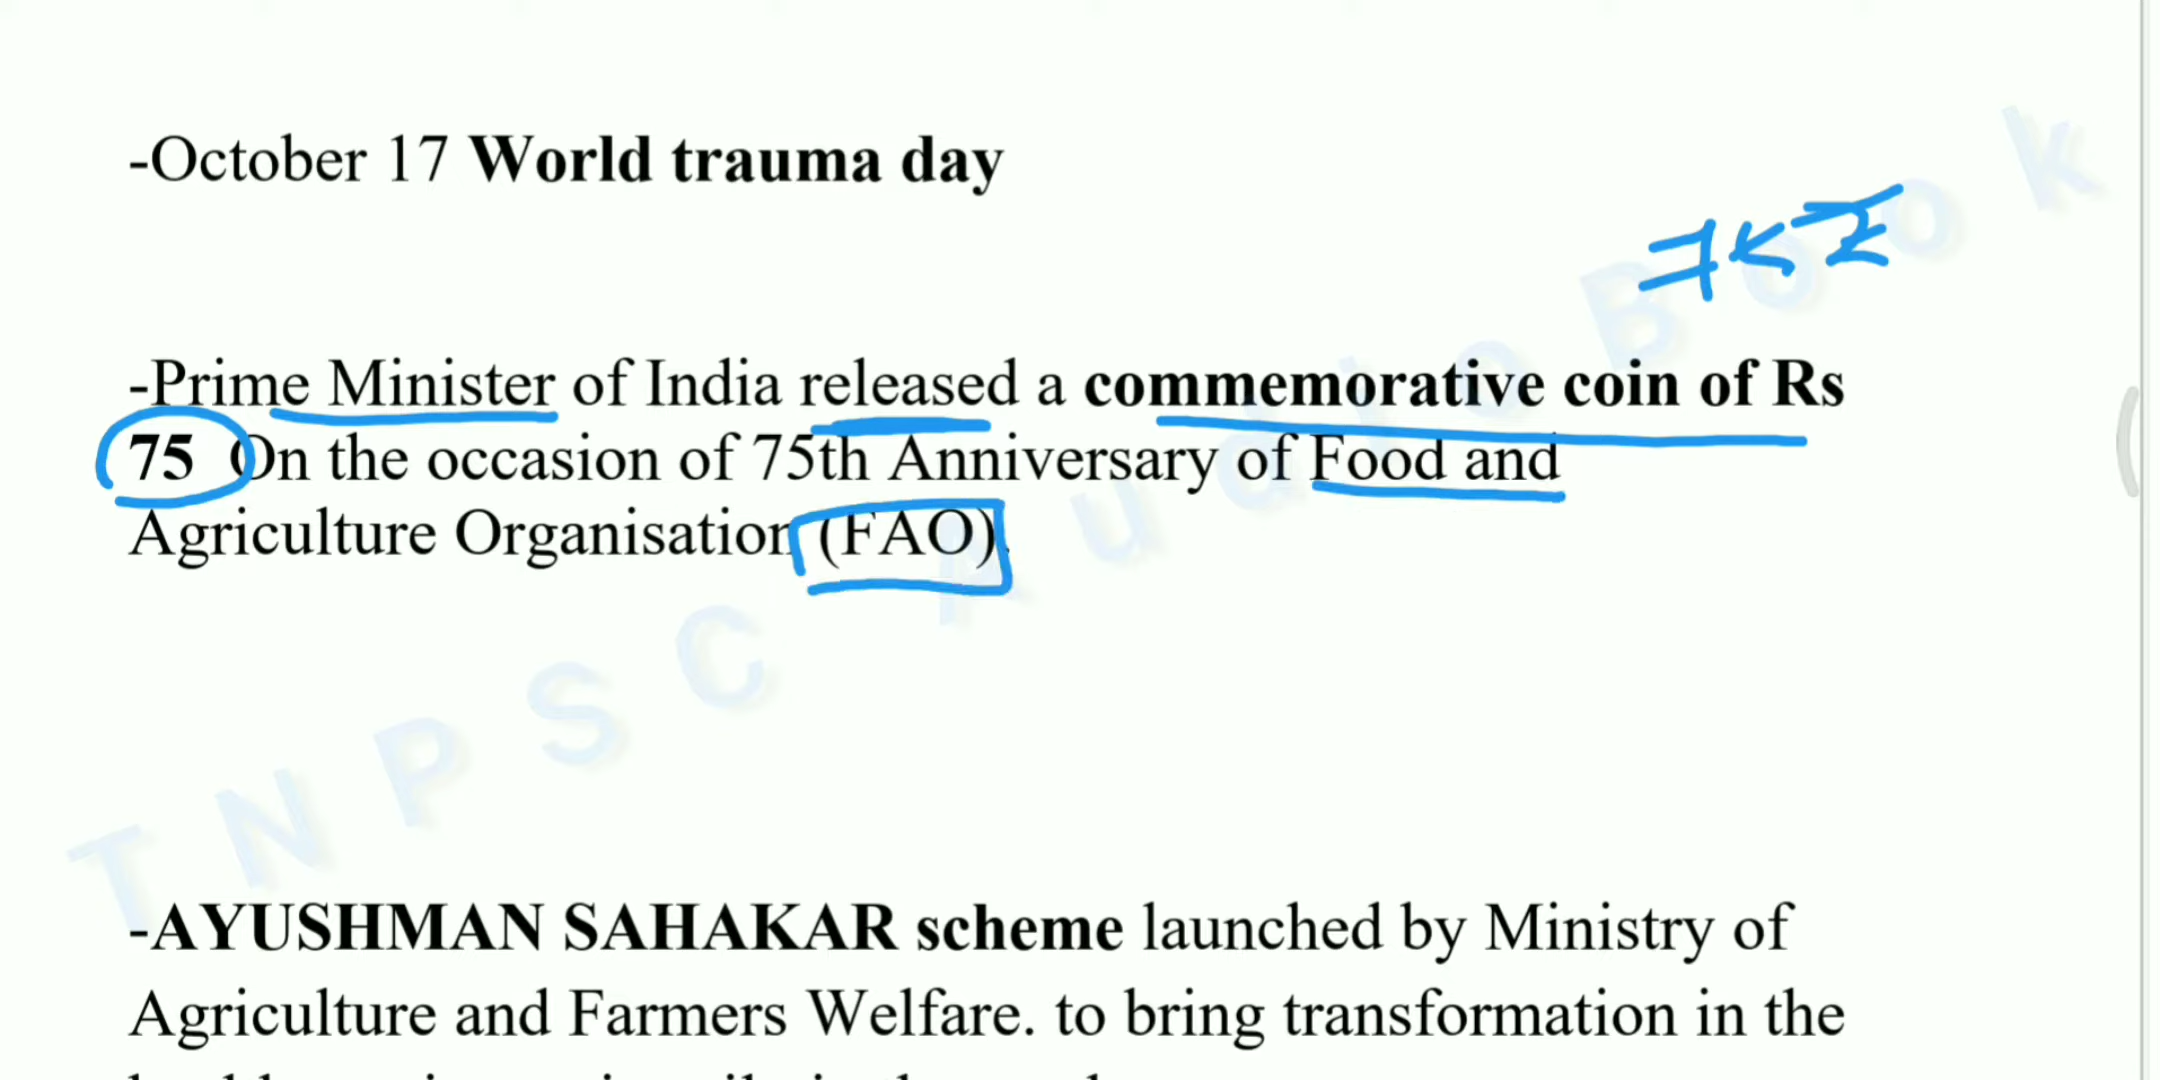 -October 17 World trauma day
-Prime Minister of India released a commemorative coin of Rs
75 On the occasion of 75th Anniversary of Food and
Agriculture Organisation (FAO).
-AYUSHMAN SAHAKAR scheme launched by Ministry of
Agriculture and Farmers Welfare. to bring transformation in the
TNPSC Audio Book